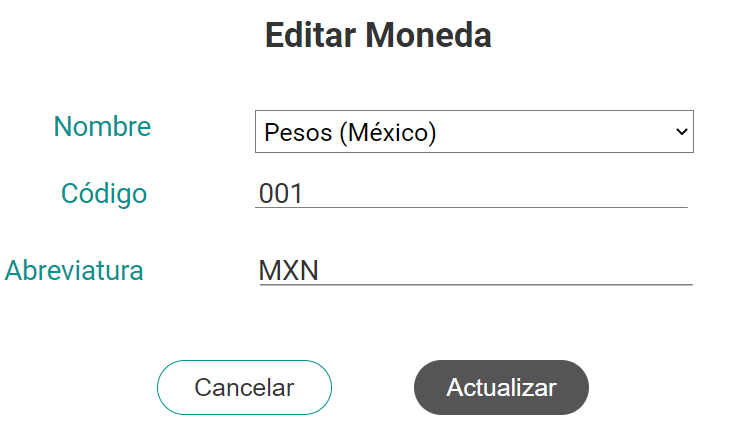 Editar Moneda
Nombre Pesos (México)
Código 001
Abreviatura MXN
Cancelar Actualizar